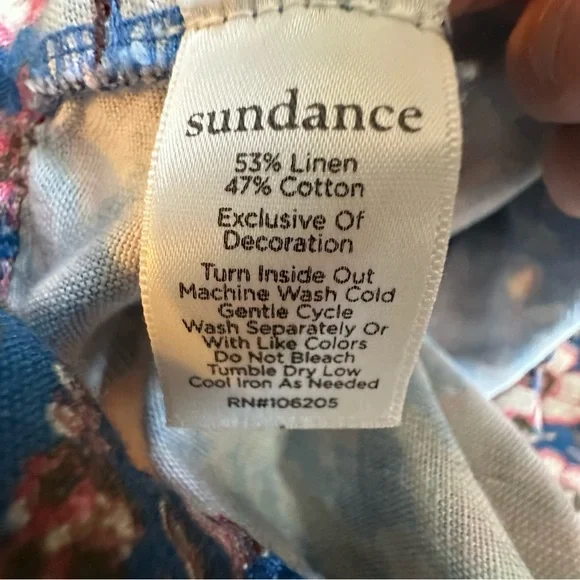 sundance
53% Linen
47% Cotton
Exclusive Of
Decoration
Turn Inside Out
Machine Wash Cold
Gentle Cycle
Wash Separately Or
With Like Colors
Do Not Bleach
Tumble Dry Low
Cool Iron As Needed
RN#106205